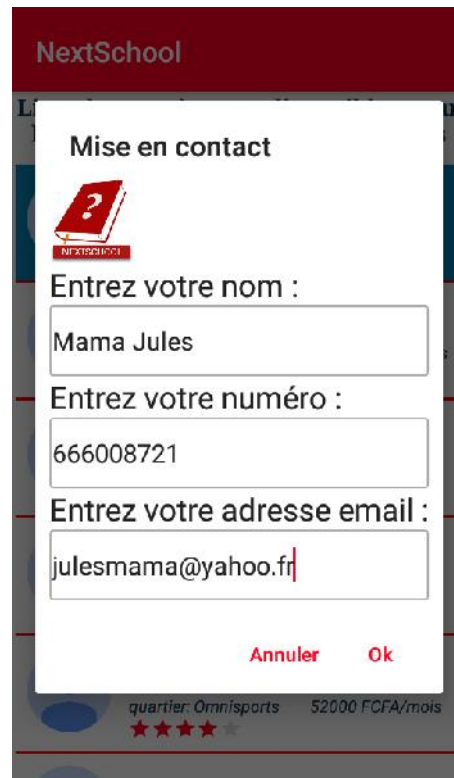 NextSchool
Mise en contact
?
NEXTSCHOOL
Entrez votre nom :
Mama Jules
Entrez votre numéro :
666008721
Entrez votre adresse email :
julesmama@yahoo.fr
Annuler Ok
quartier: Omnisports 52000 FCFA/mois